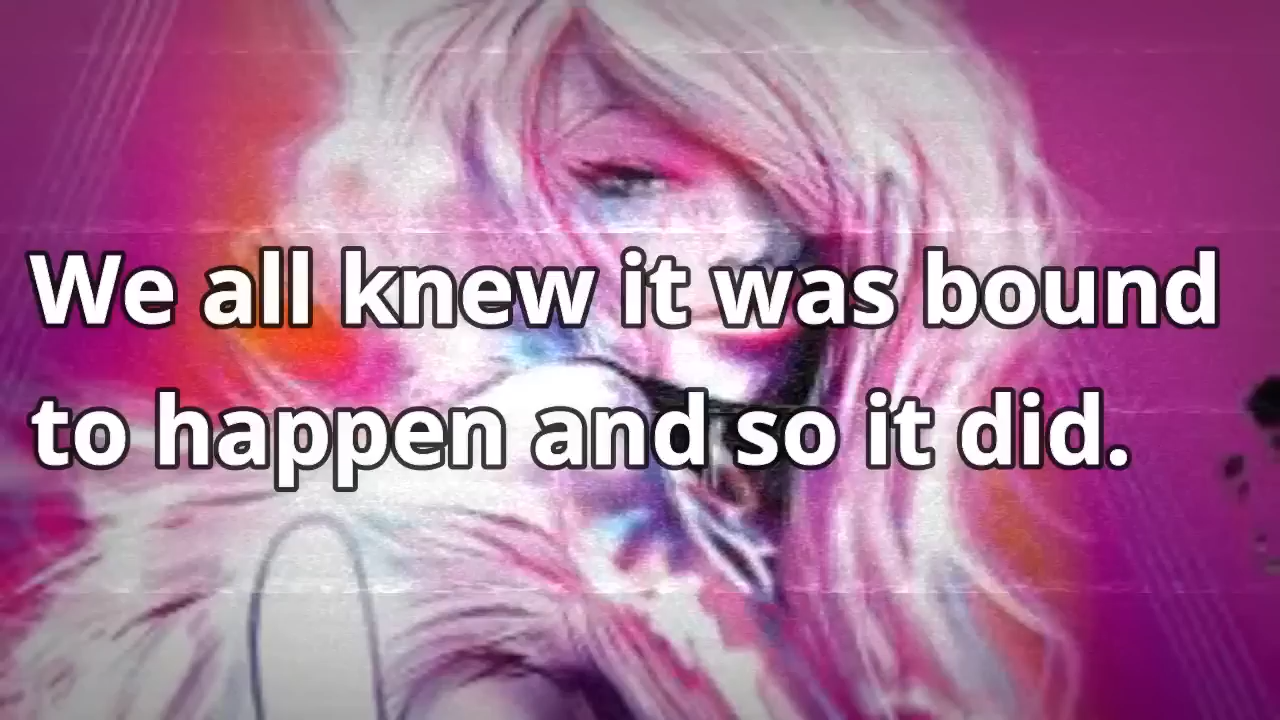 We all knew it was bound
to happen and so it did.